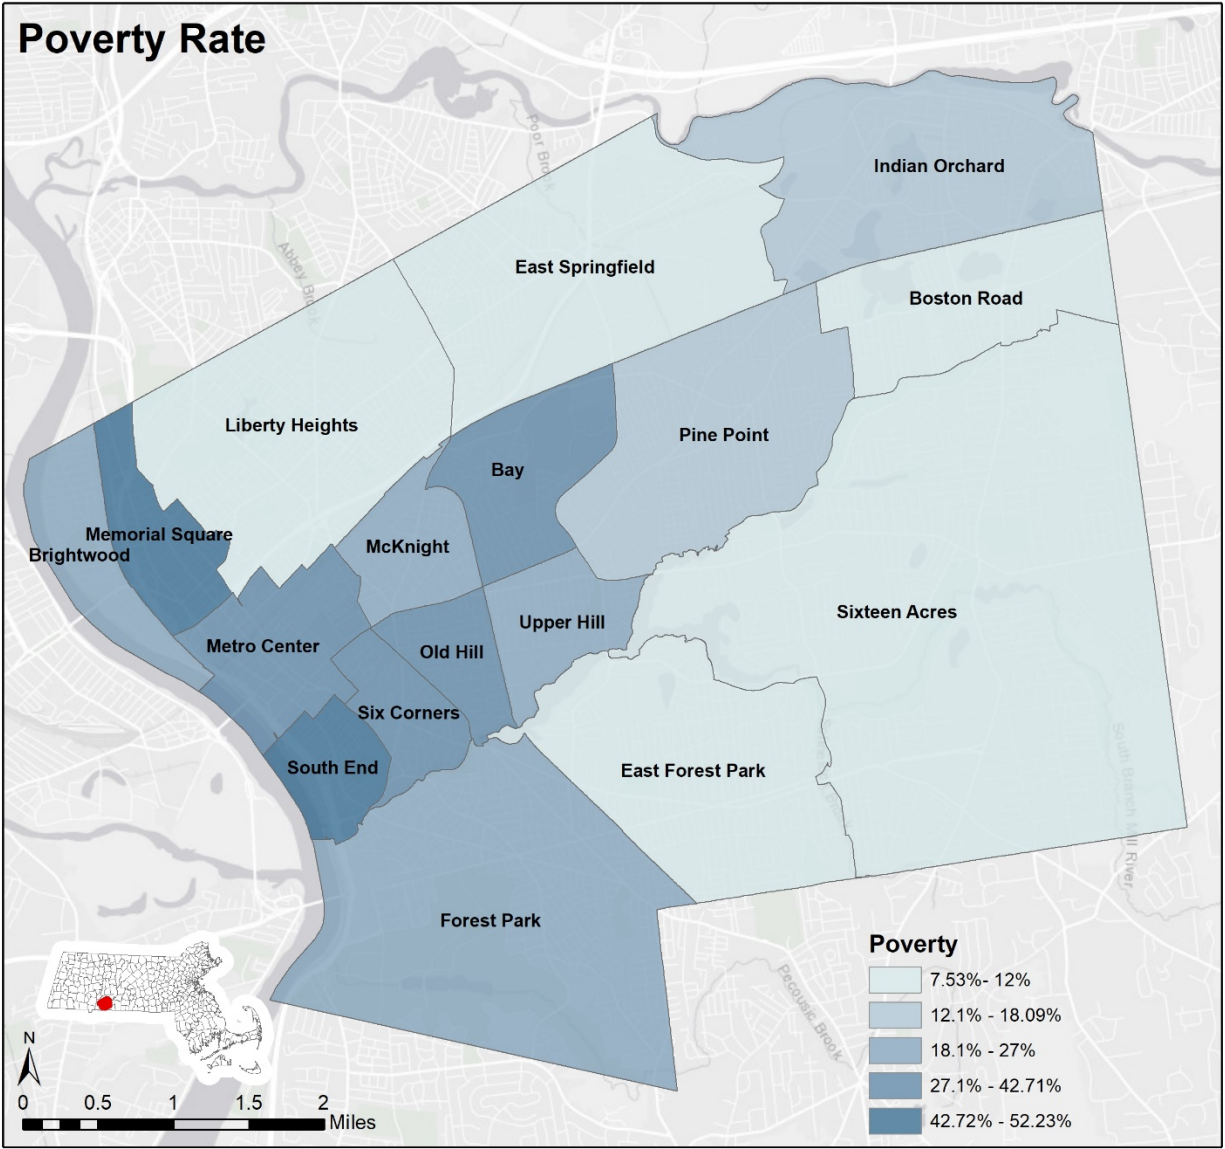 Poverty Rate
Poor Brook
Indian Orchard
East Springfield
Abbey Brook
Boston Road
Liberty Heights
Pine Point
Bay
Memorial Square
McKnight
Brightwood
Sixteen Acres
Upper Hill
Metro Center
Old Hill
Six Corners
South End
East Forest Park
South Branch Mill River
Forest Park
Pecousic Brook
Poverty
7.53%- 12%
12.1% - 18.09%
18.1% - 27%
27.1% - 42.71%
42.72% - 52.23%
N
0 0.5 1 1.5 2
Miles